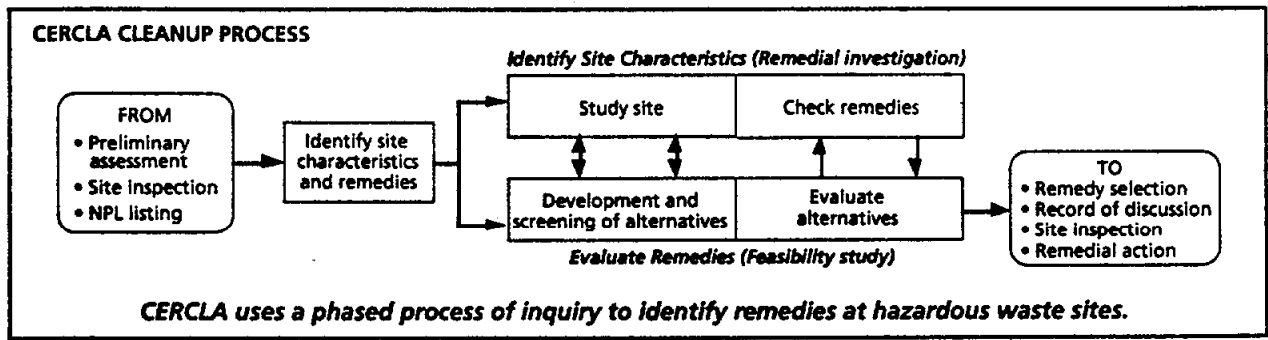 CERCLA CLEANUP PROCESS
Identify Site Characteristics (Remedial investigation)
FROM
• Preliminary
assessment
• Site inspection
• NPL listing
Identify site
characteristics
and remedies
Study site
Check remedies
Development and
screening of alternatives
Evaluate
alternatives
Evaluate Remedies (Feasibility study)
TO
• Remedy selection
• Record of discussion
• Site inspection
• Remedial action
CERCLA uses a phased process of inquiry to identify remedies at hazardous waste sites.